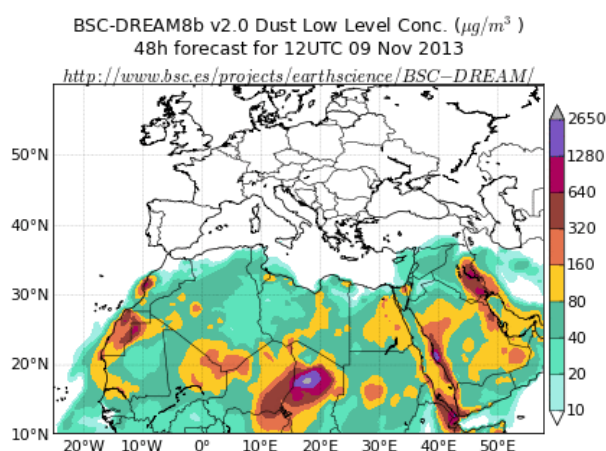 BSC-DREAM8b v2.0 Dust Low Level Conc. (μg/m³ )
48h forecast for 12UTC 09 Nov 2013
http://www.bsc.es/projects/earthscience/BSC−DREAM/
50°N
40°N
30°N
20°N
10°N
20°W
10°W
0°
10°E
20°E
30°E
40°E
50°E
2650
1280
640
320
160
80
40
20
10